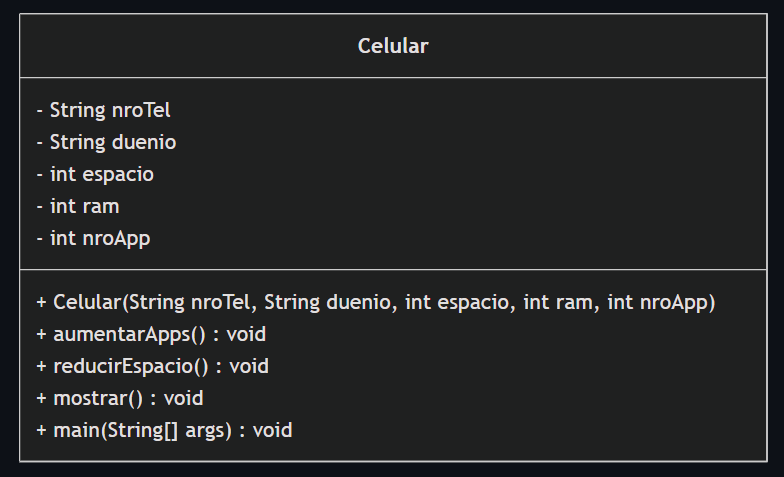 Celular
- String nroTel
- String duenio
- int espacio
- int ram
- int nroApp
+ Celular(String nroTel, String duenio, int espacio, int ram, int nroApp)
+ aumentarApps() : void
+ reducirEspacio() : void
+ mostrar() : void
+ main(String[] args) : void